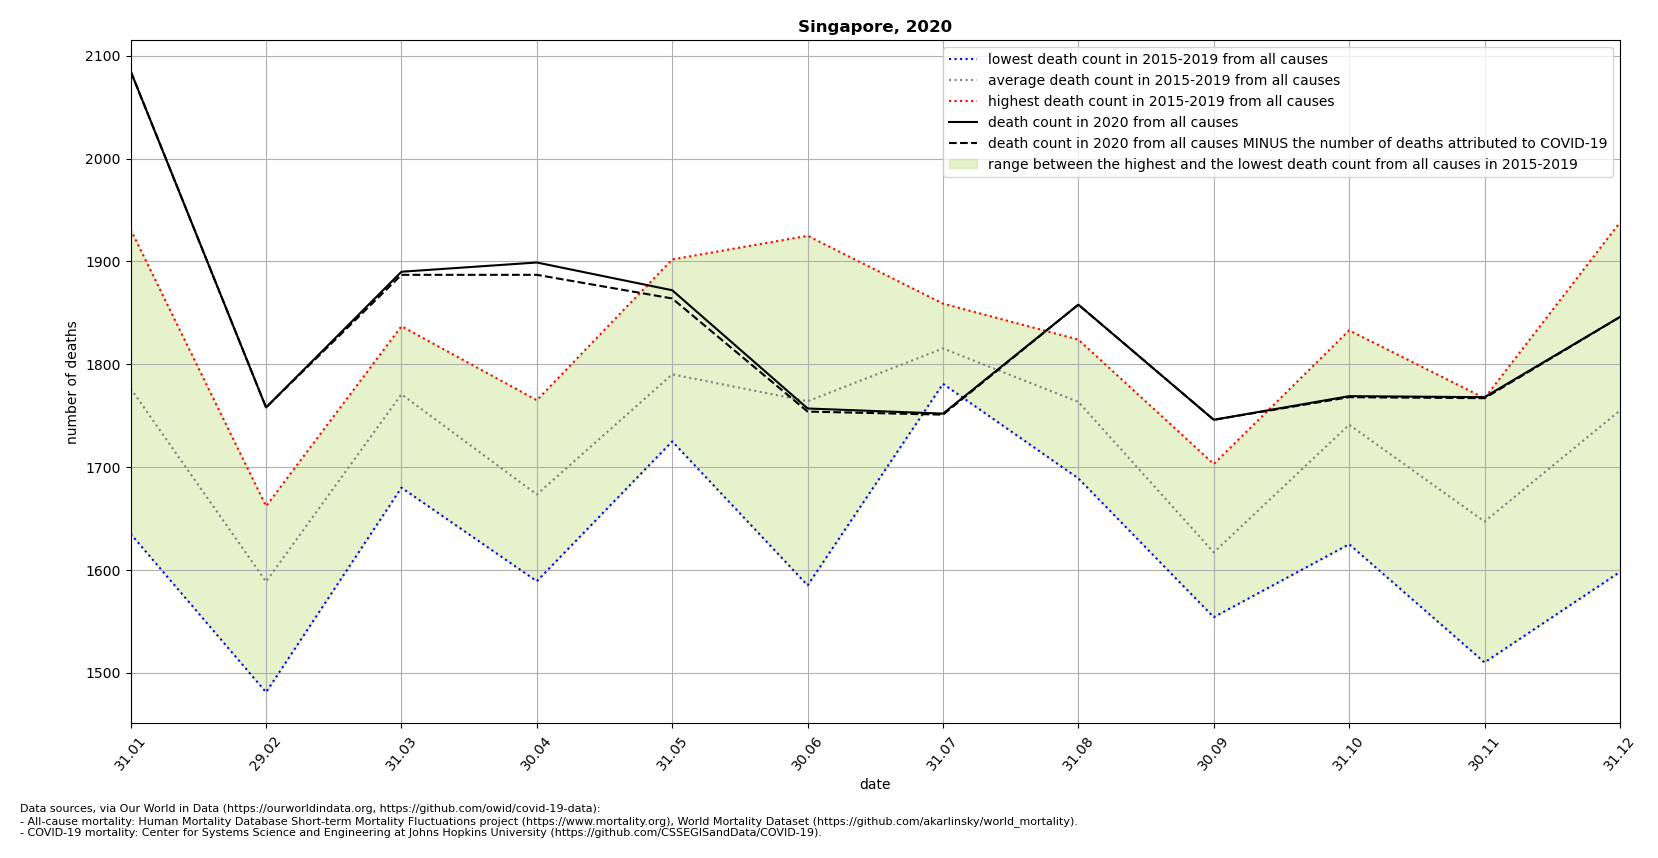 Singapore, 2020
2100
2000
1900
1800
1700
1600
1500
number of deaths
lowest death count in 2015-2019 from all causes
average death count in 2015-2019 from all causes
highest death count in 2015-2019 from all causes
death count in 2020 from all causes
death count in 2020 from all causes MINUS the number of deaths attributed to COVID-19
range between the highest and the lowest death count from all causes in 2015-2019
31.01
29.02
31.03
30.04
31.05
30.06
31.07
31.08
30.09
31.10
30.11
31.12
date
Data sources, via Our World in Data (https://ourworldindata.org, https://github.com/owid/covid-19-data):
- All-cause mortality: Human Mortality Database Short-term Mortality Fluctuations project (https://www.mortality.org), World Mortality Dataset (https://github.com/akarlinsky/world_mortality).
- COVID-19 mortality: Center for Systems Science and Engineering at Johns Hopkins University (https://github.com/CSSEGISandData/COVID-19).